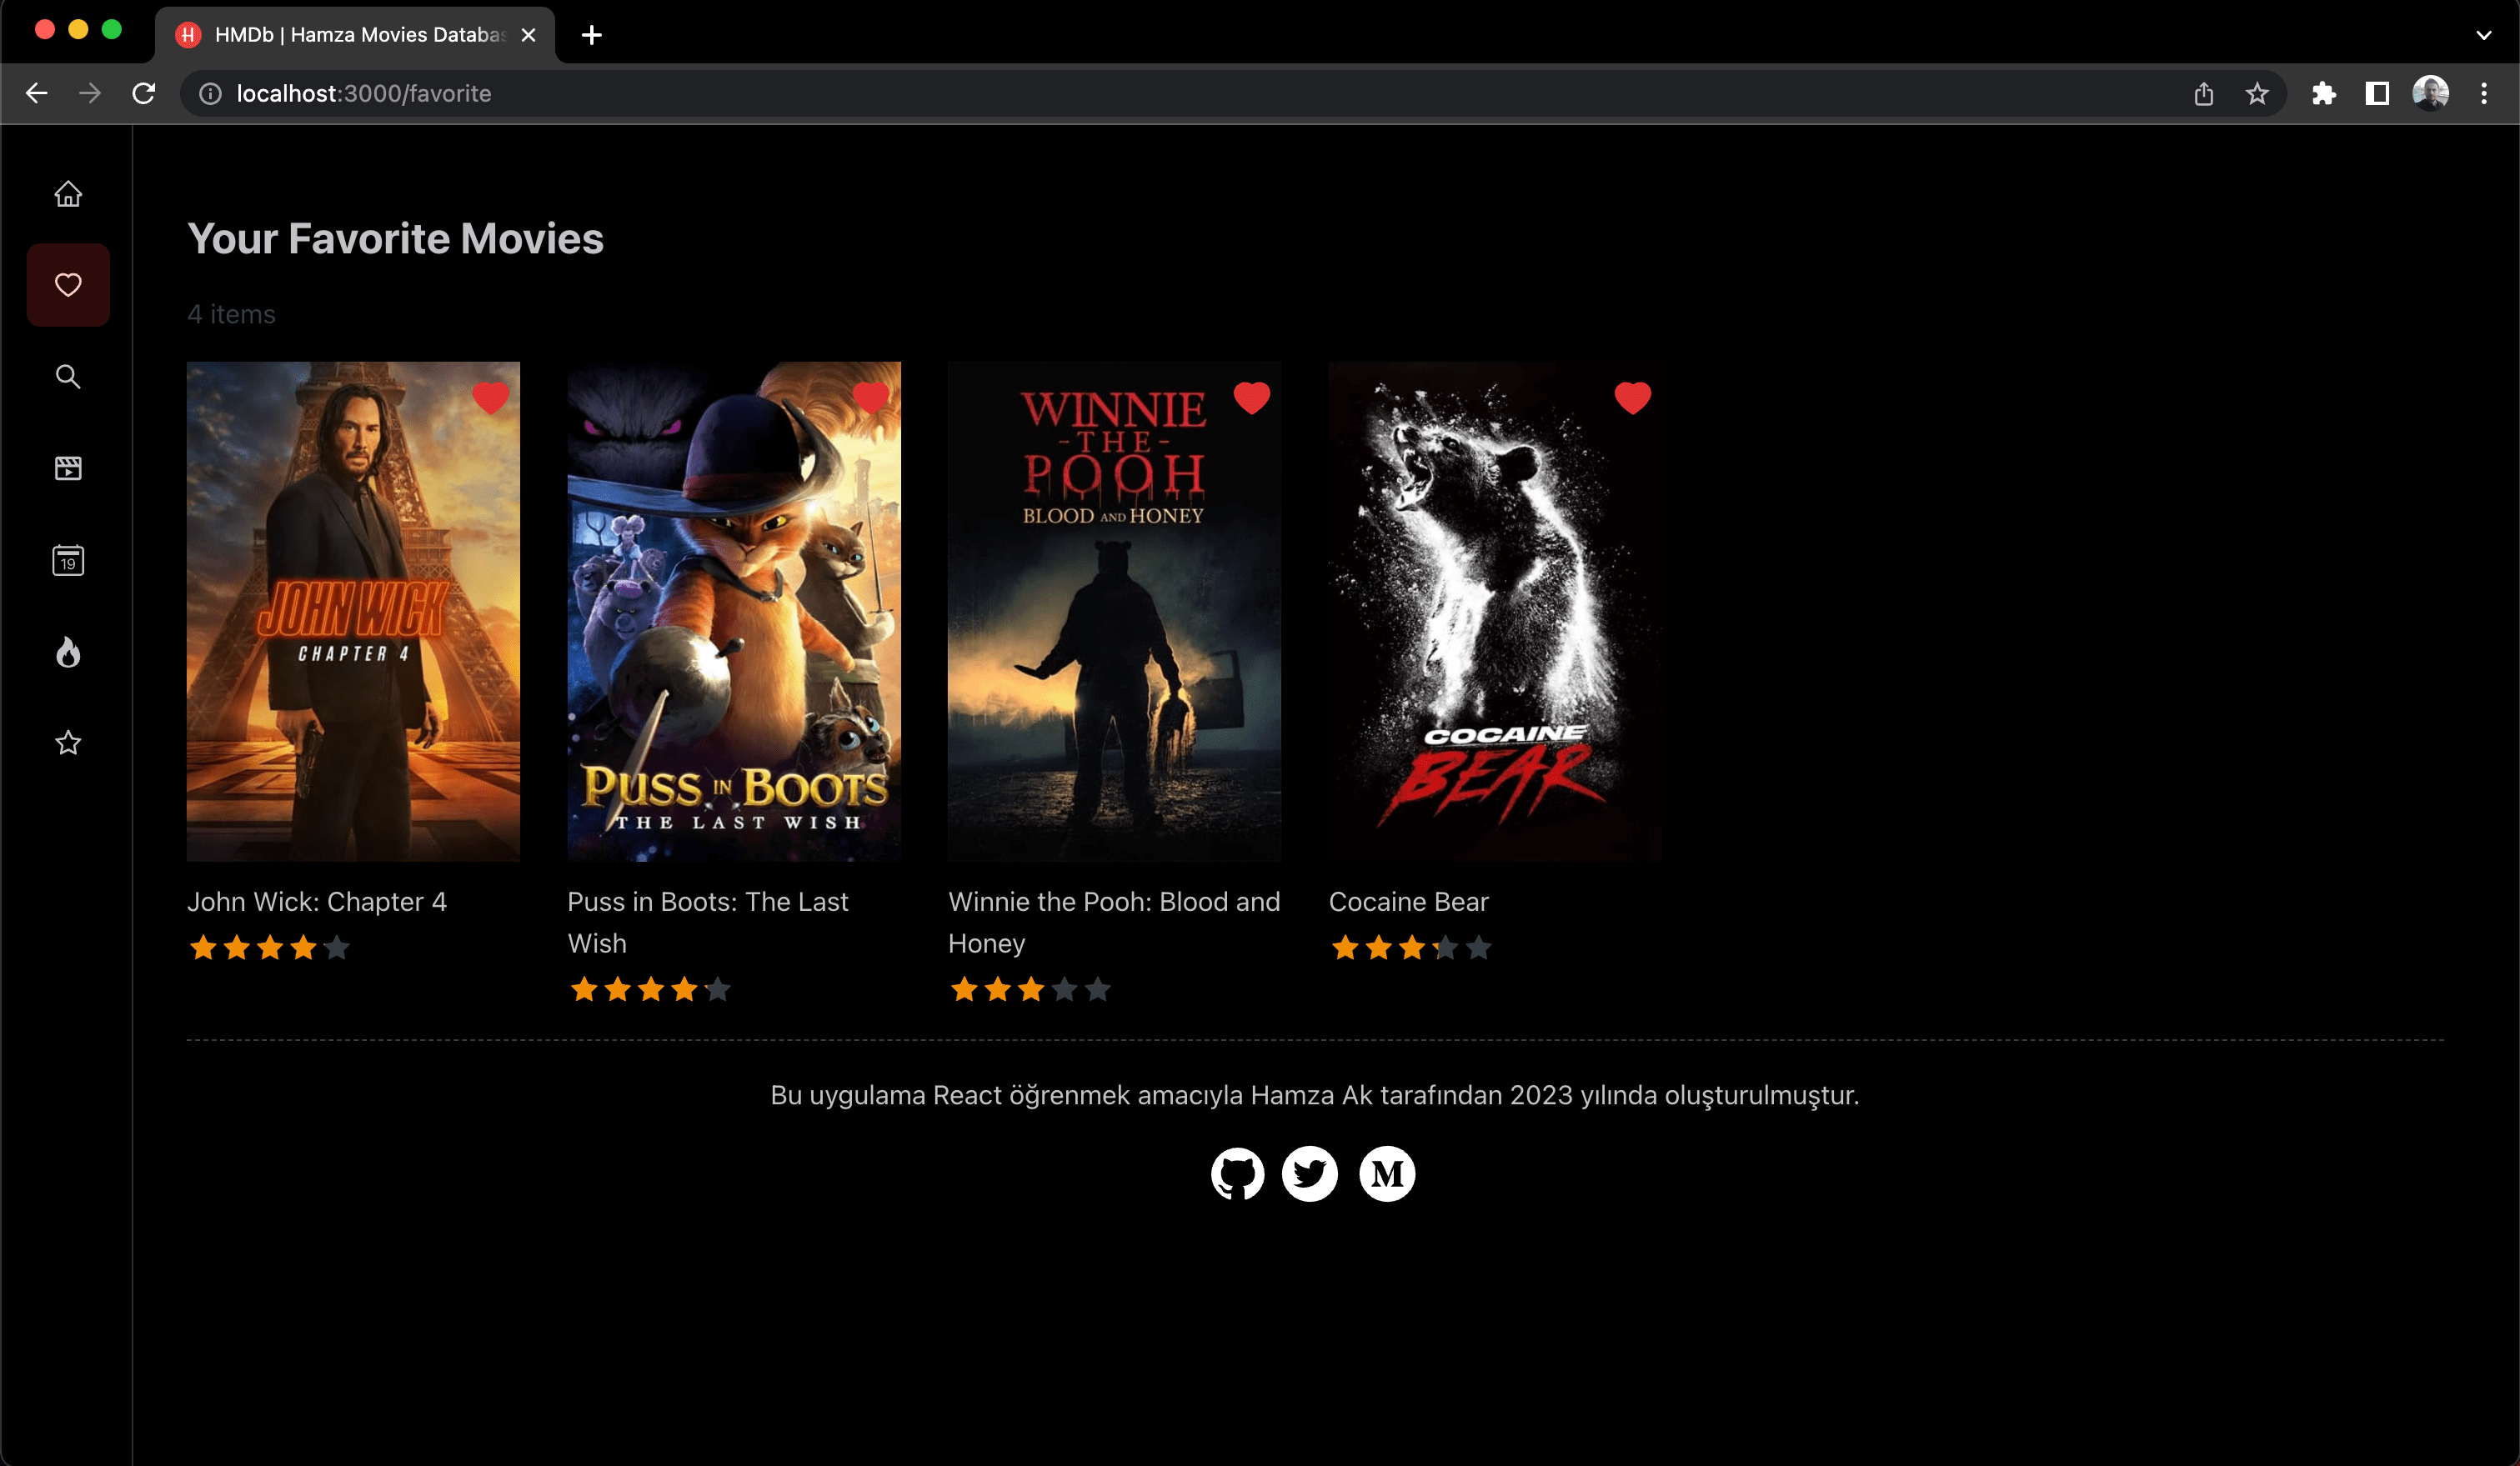 HMDb | Hamza Movies Databas
localhost:3000/favorite
Your Favorite Movies
4 items
19
JOHN WICK
CHAPTER 4
PUSS IN BOOTS
THE LAST WISH
WINNIE
-THE-
POOH
BLOOD AND HONEY
COCAINE
BEAR
John Wick: Chapter 4
Puss in Boots: The Last
Wish
Winnie the Pooh: Blood and
Honey
Cocaine Bear
Bu uygulama React öğrenmek amacıyla Hamza Ak tarafından 2023 yılında oluşturulmuştur.
M